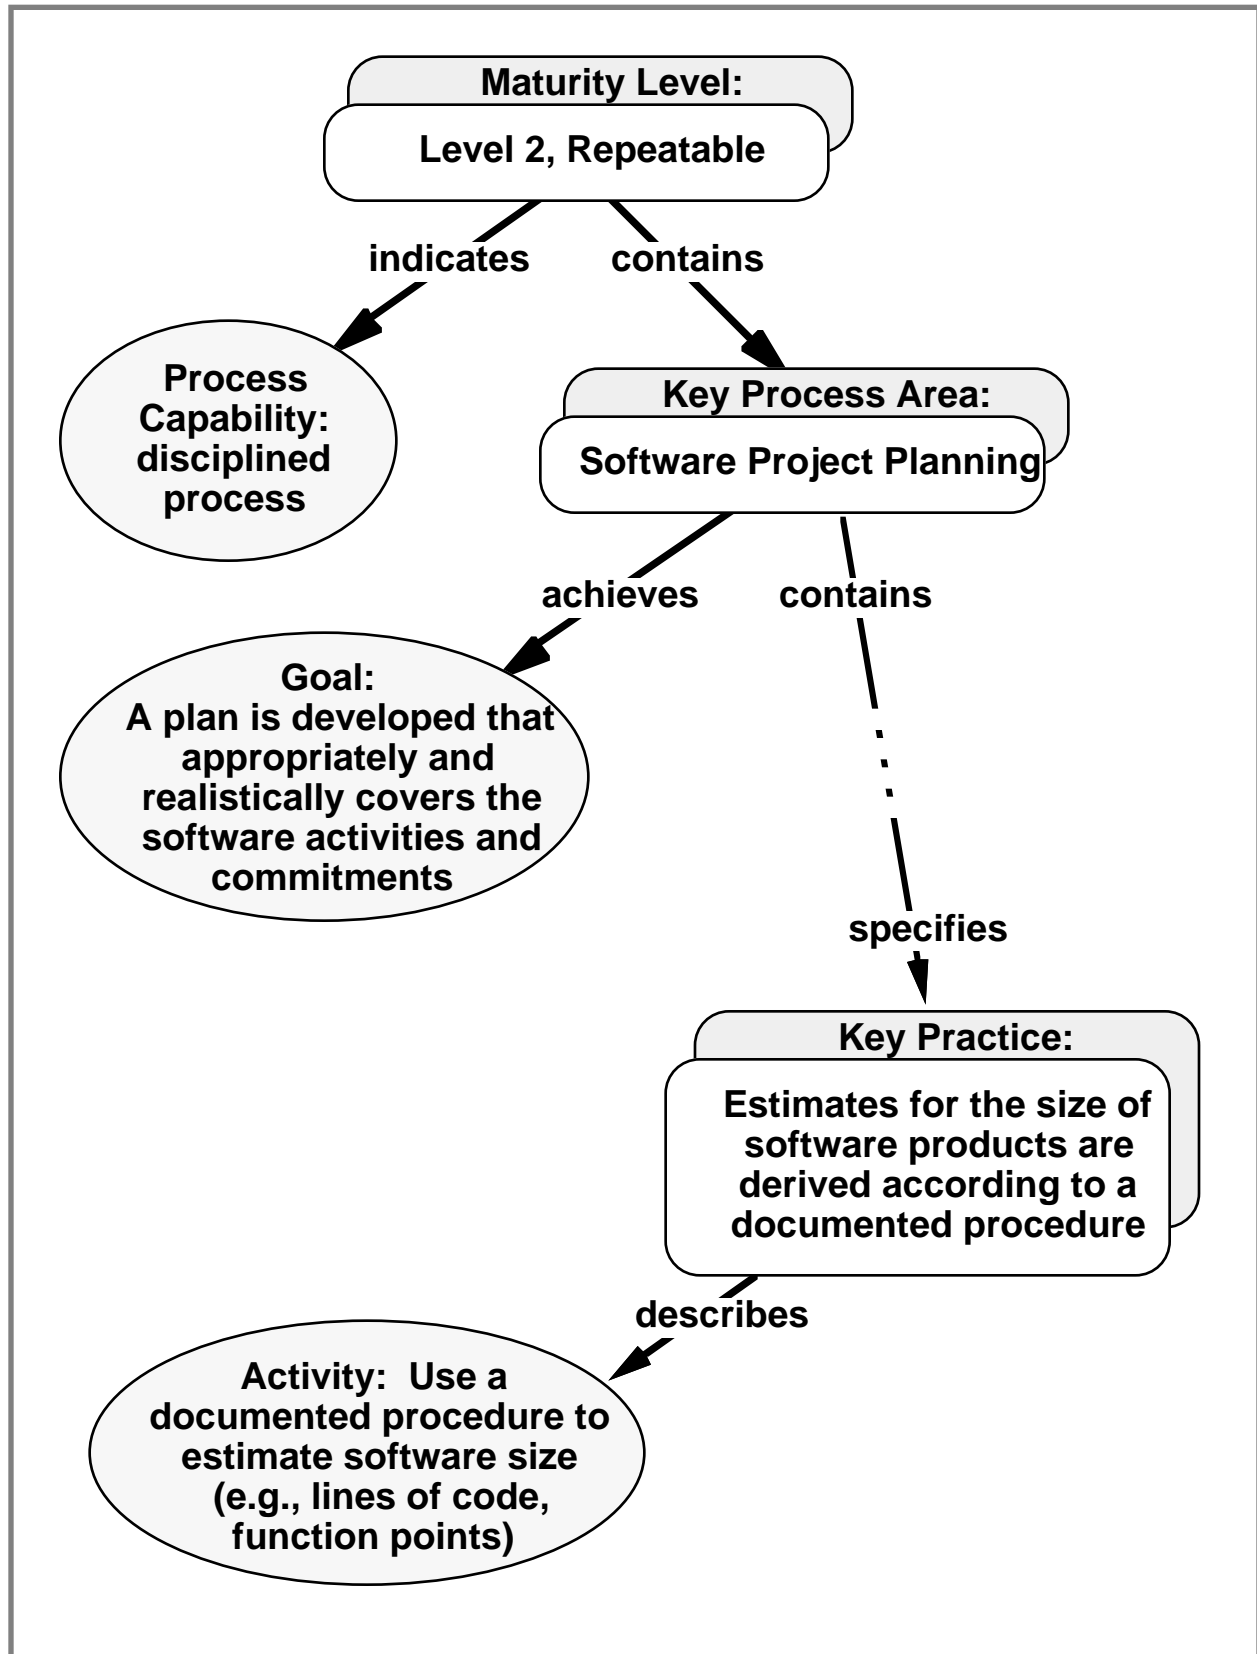 Maturity Level:
Level 2, Repeatable
indicates
contains
Process
Capability:
disciplined
process
Key Process Area:
Software Project Planning
achieves
contains
Goal:
A plan is developed that
appropriately and
realistically covers the
software activities and
commitments
specifies
Key Practice:
Estimates for the size of
software products are
derived according to a
documented procedure
describes
Activity:  Use a
documented procedure to
estimate software size
(e.g., lines of code,
function points)